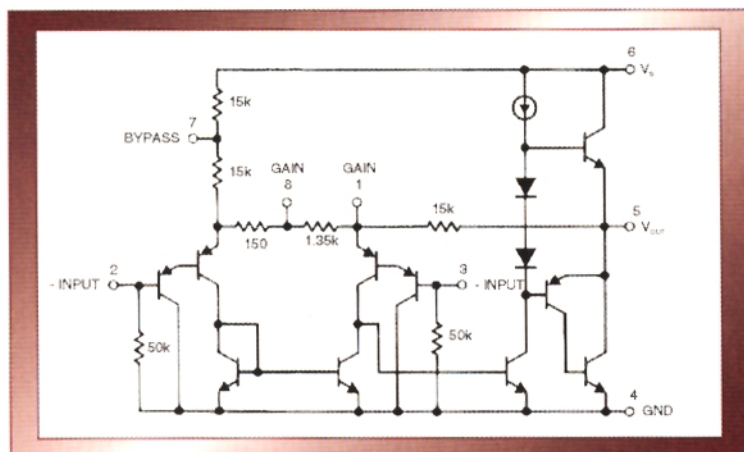 6
Vs
15k
7
BYPASS
15k
GAIN
8
GAIN
1
15k
5
VOUT
150
1.35k
- INPUT
2
3
- INPUT
50k
50k
4
GND